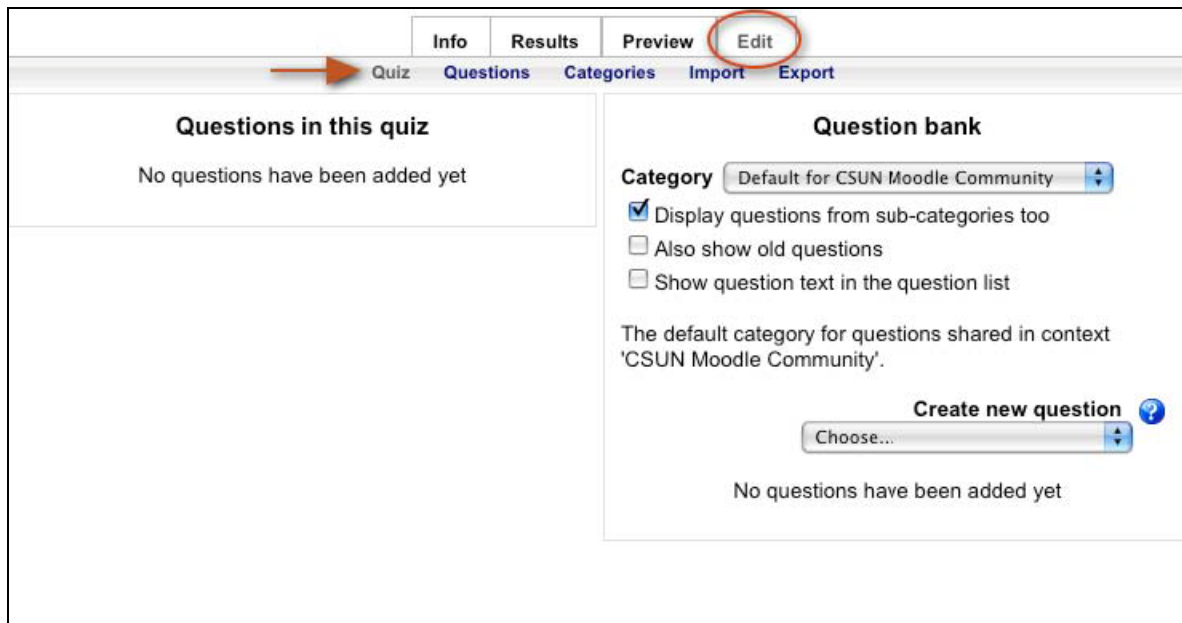 Info Results Preview Edit
Quiz Questions Categories Import Export
Questions in this quiz
No questions have been added yet
Question bank
Category Default for CSUN Moodle Community
Display questions from sub-categories too
Also show old questions
Show question text in the question list
The default category for questions shared in context
'CSUN Moodle Community'.
Create new question ?
Choose...
No questions have been added yet